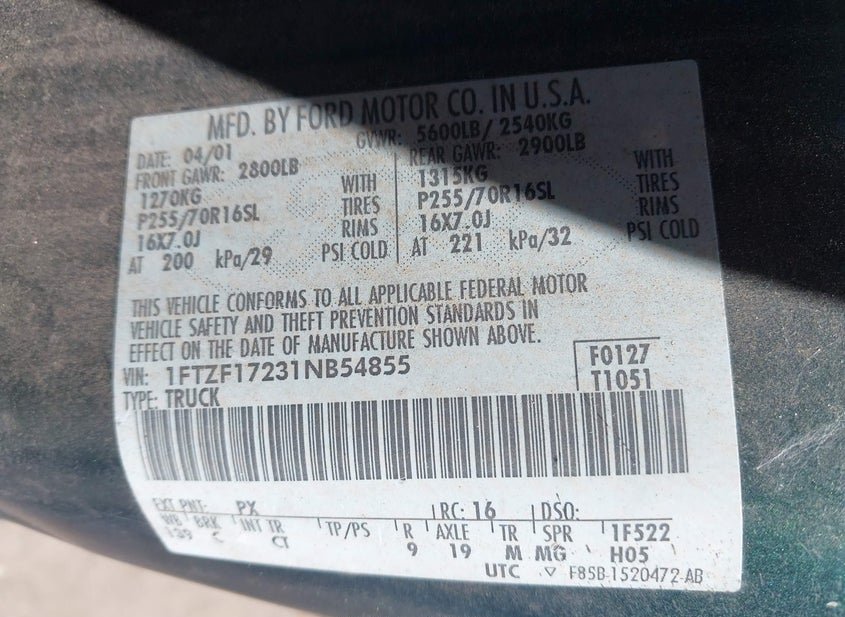 MFD. BY FORD MOTOR CO. IN U.S.A.
DATE: 04/01 GVWR: 5600LB/ 2540KG
FRONT GAWR: 2800LB REAR GAWR: 2900LB
1270KG WITH 1315KG WITH
P255/70R16SL TIRES P255/70R16SL TIRES
16X7.0J RIMS 16X7.0J RIMS
AT 200 kPa/29 PSI COLD AT 221 kPa/32 PSI COLD
THIS VEHICLE CONFORMS TO ALL APPLICABLE FEDERAL MOTOR
VEHICLE SAFETY AND THEFT PREVENTION STANDARDS IN
EFFECT ON THE DATE OF MANUFACTURE SHOWN ABOVE.
VIN: 1FTZF17231NB54855 F0127
TYPE: TRUCK T1051
EXT PNT: PX RC: 16 DSO:
WB BRK INT TR TP/PS R AXLE TR SPR 1F522
139 C CT 9 19 M MG H05
UTC ▽ F85B-1520472-AB